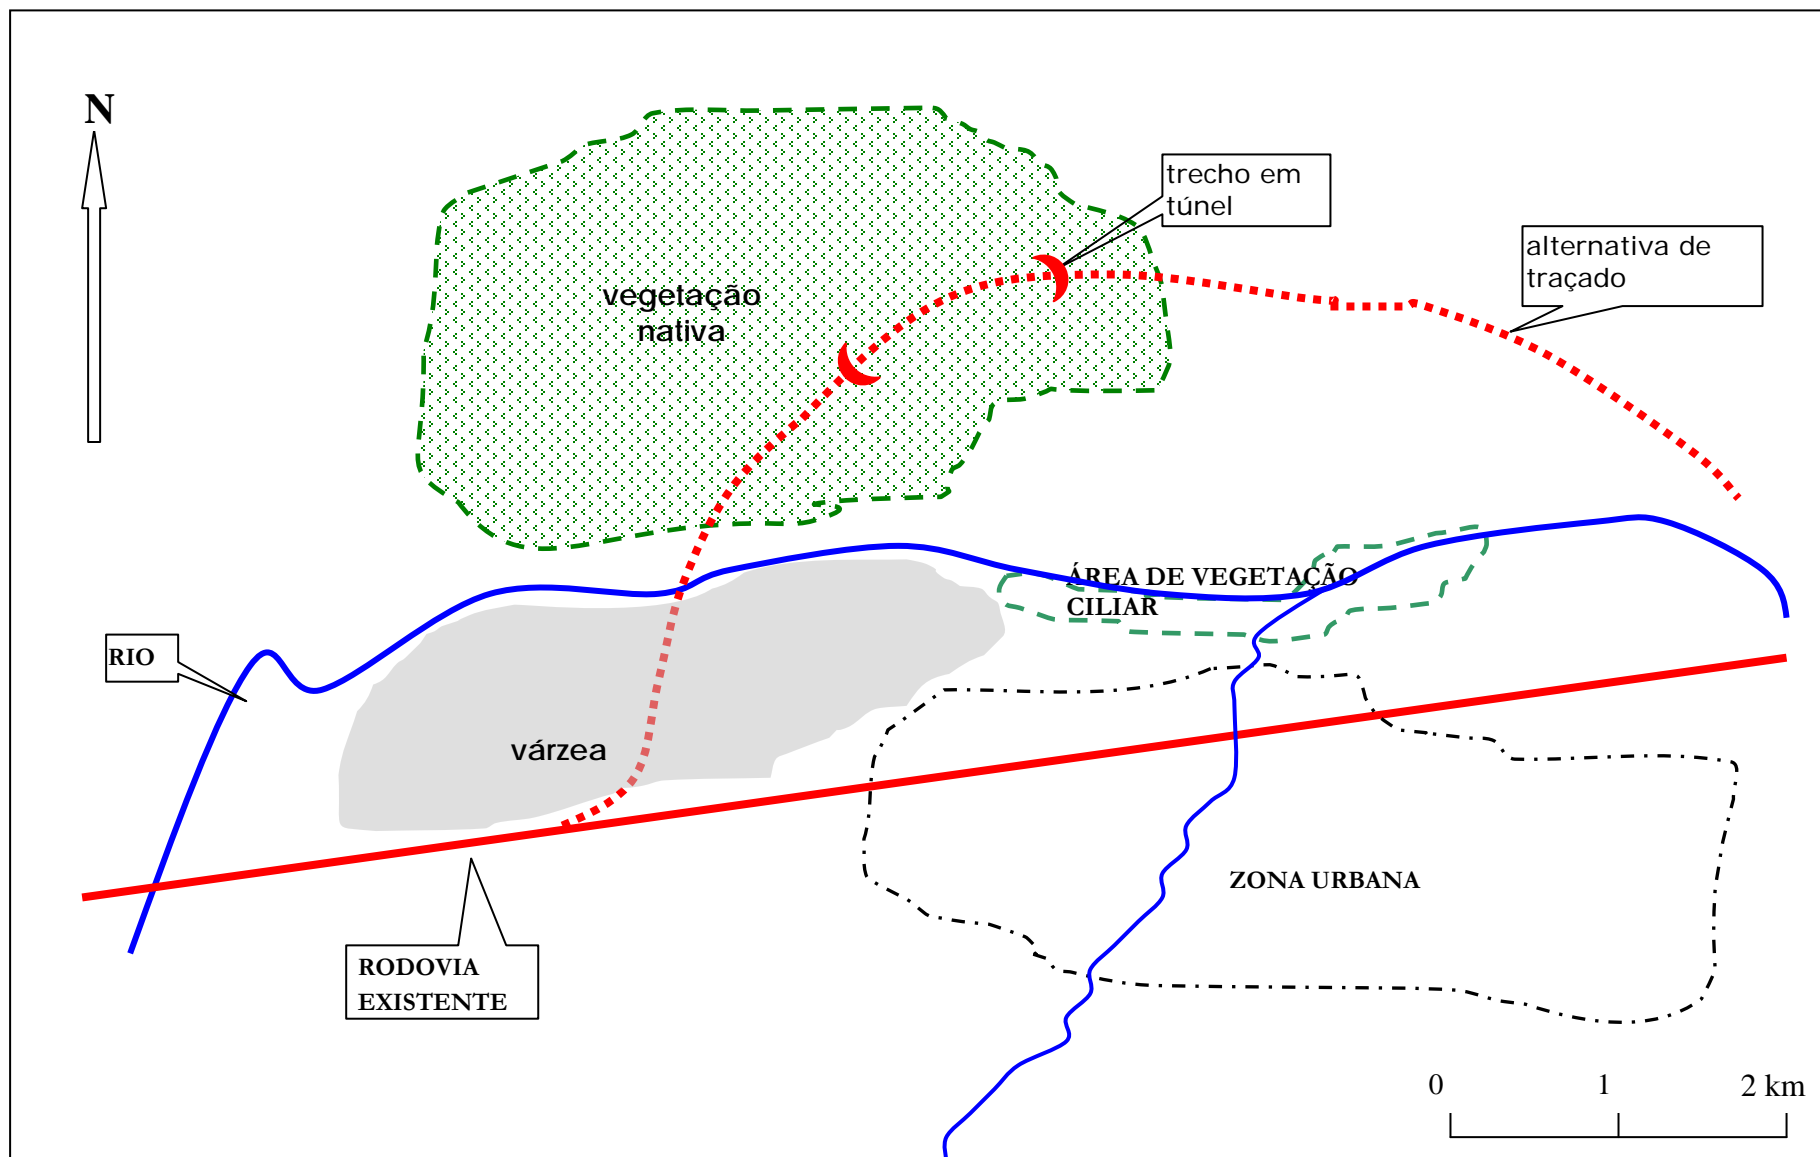 N
trecho em
túnel
alternativa de
traçado
vegetação
nativa
ÁREA DE VEGETAÇÃO
CILIAR
RIO
várzea
ZONA URBANA
RODOVIA
EXISTENTE
0 1 2 km